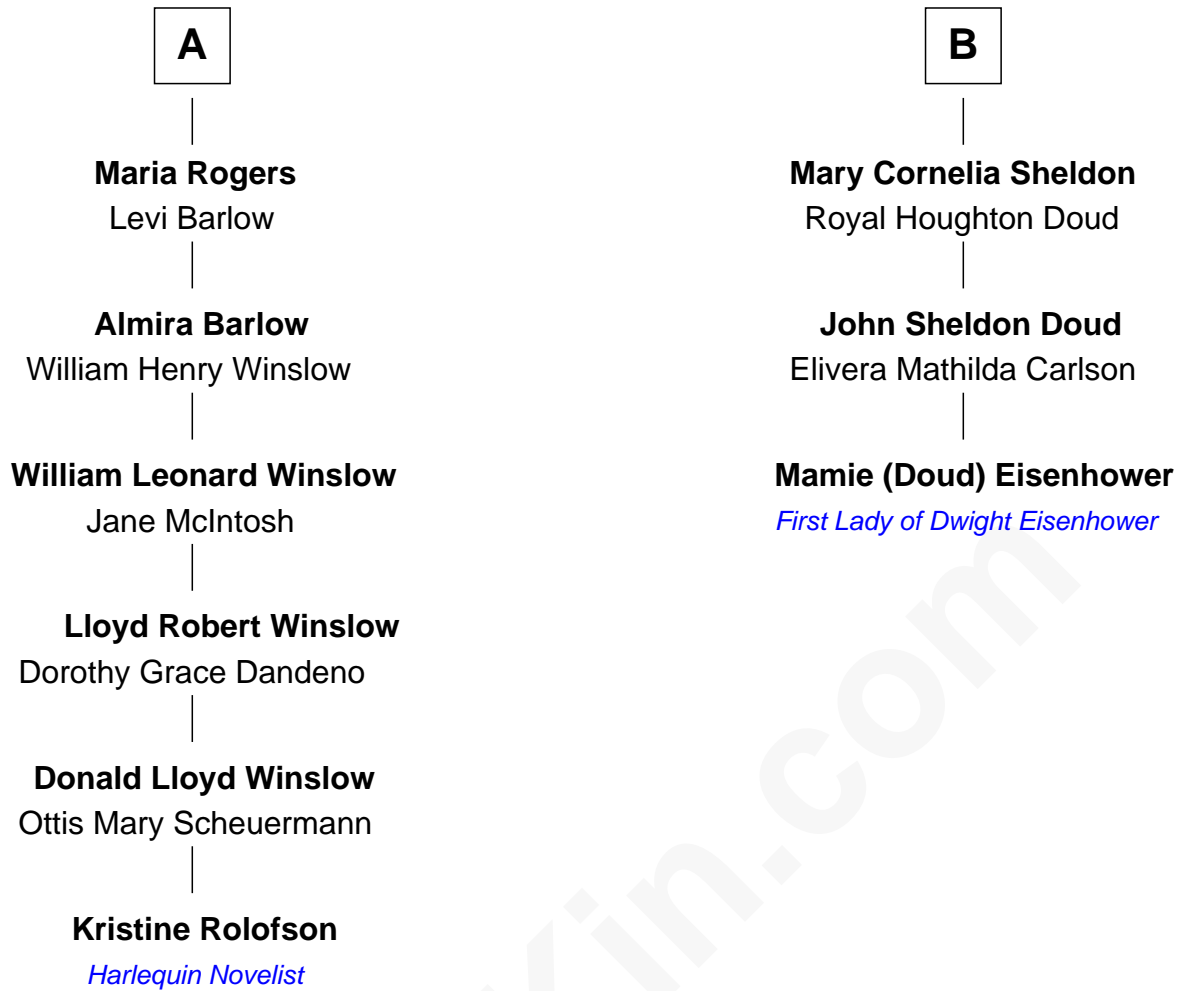 A
Maria Rogers
Levi Barlow
Almira Barlow
William Henry Winslow
William Leonard Winslow
Jane McIntosh
Lloyd Robert Winslow
Dorothy Grace Dandeno
Donald Lloyd Winslow
Ottis Mary Scheuermann
Kristine Rolofson
Harlequin Novelist
B
Mary Cornelia Sheldon
Royal Houghton Doud
John Sheldon Doud
Elivera Mathilda Carlson
Mamie (Doud) Eisenhower
First Lady of Dwight Eisenhower
Kin.com